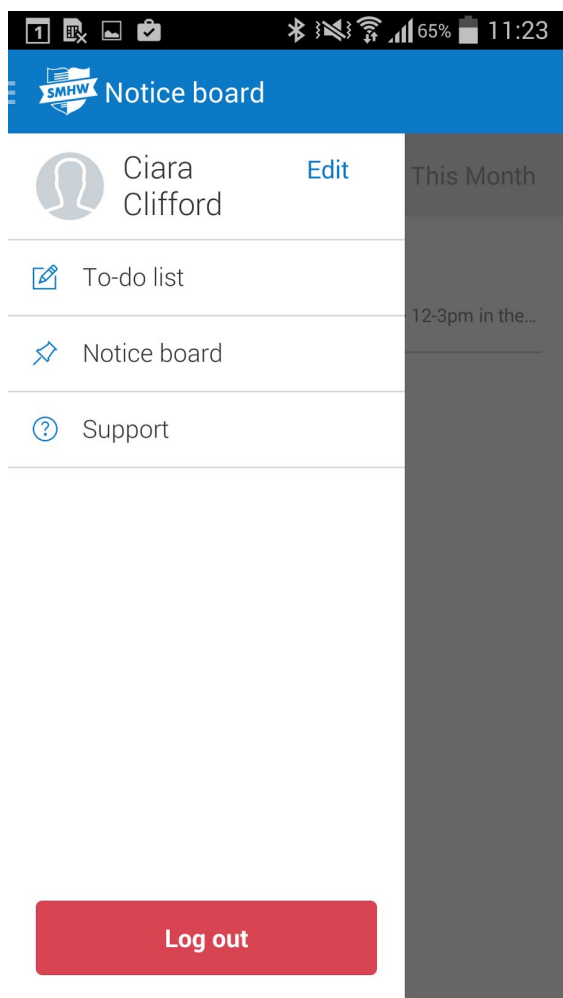 1 65% 11:23
SMHW Notice board
Ciara
Clifford
Edit
This Month
To-do list
12-3pm in the...
Notice board
Support
Log out